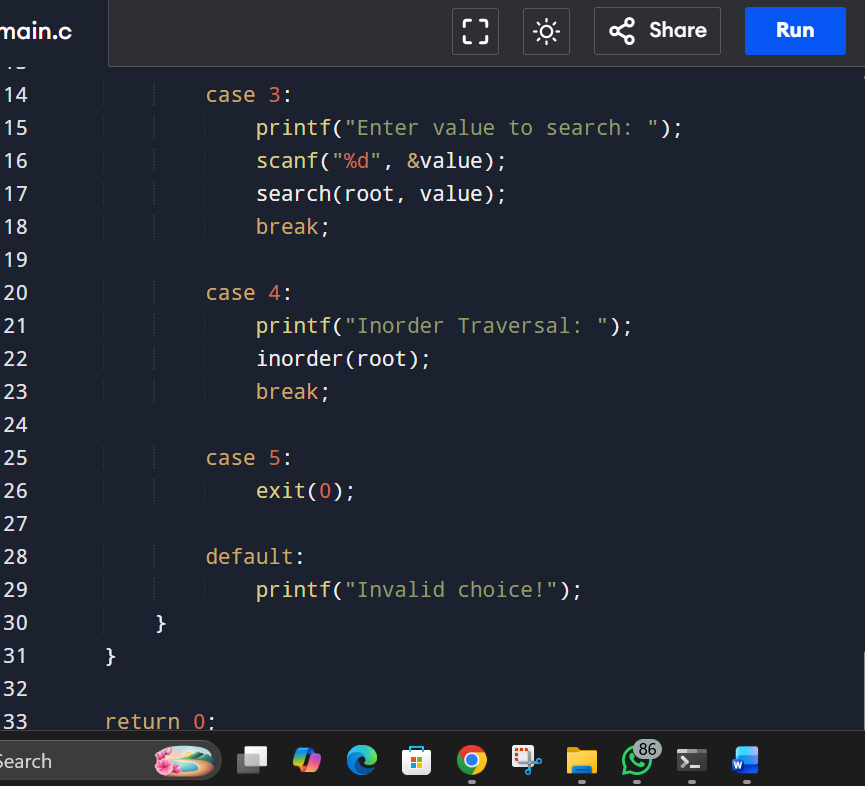 main.c
Share
Run
14 case 3:
15 printf("Enter value to search: ");
16 scanf("%d", &value);
17 search(root, value);
18 break;
19
20 case 4:
21 printf("Inorder Traversal: ");
22 inorder(root);
23 break;
24
25 case 5:
26 exit(0);
27
28 default:
29 printf("Invalid choice!");
30 }
31 }
32
33 return 0;
Search
86
W